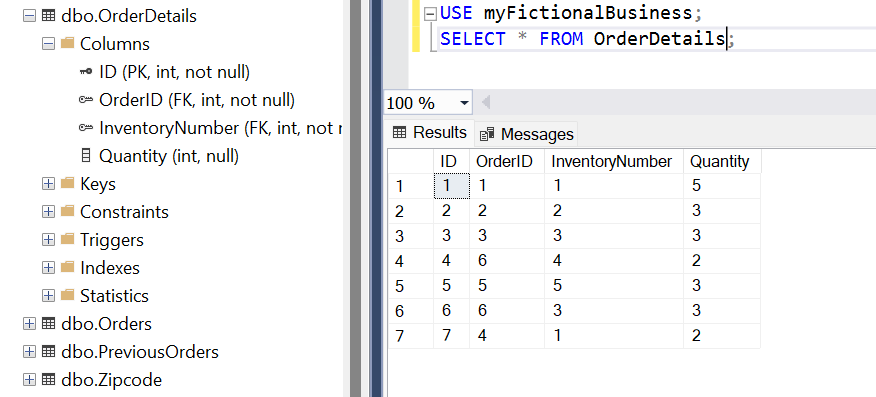 dbo.OrderDetails
Columns
ID (PK, int, not null)
OrderID (FK, int, not null)
InventoryNumber (FK, int, not r
Quantity (int, null)
Keys
Constraints
Triggers
Indexes
Statistics
dbo.Orders
dbo.PreviousOrders
dbo.Zipcode
USE myFictionalBusiness;
SELECT * FROM OrderDetails;
100 %
Results Messages
ID OrderID InventoryNumber Quantity
1 1 1 1 5
2 2 2 2 3
3 3 3 3 3
4 4 6 4 2
5 5 5 5 3
6 6 6 3 3
7 7 4 1 2